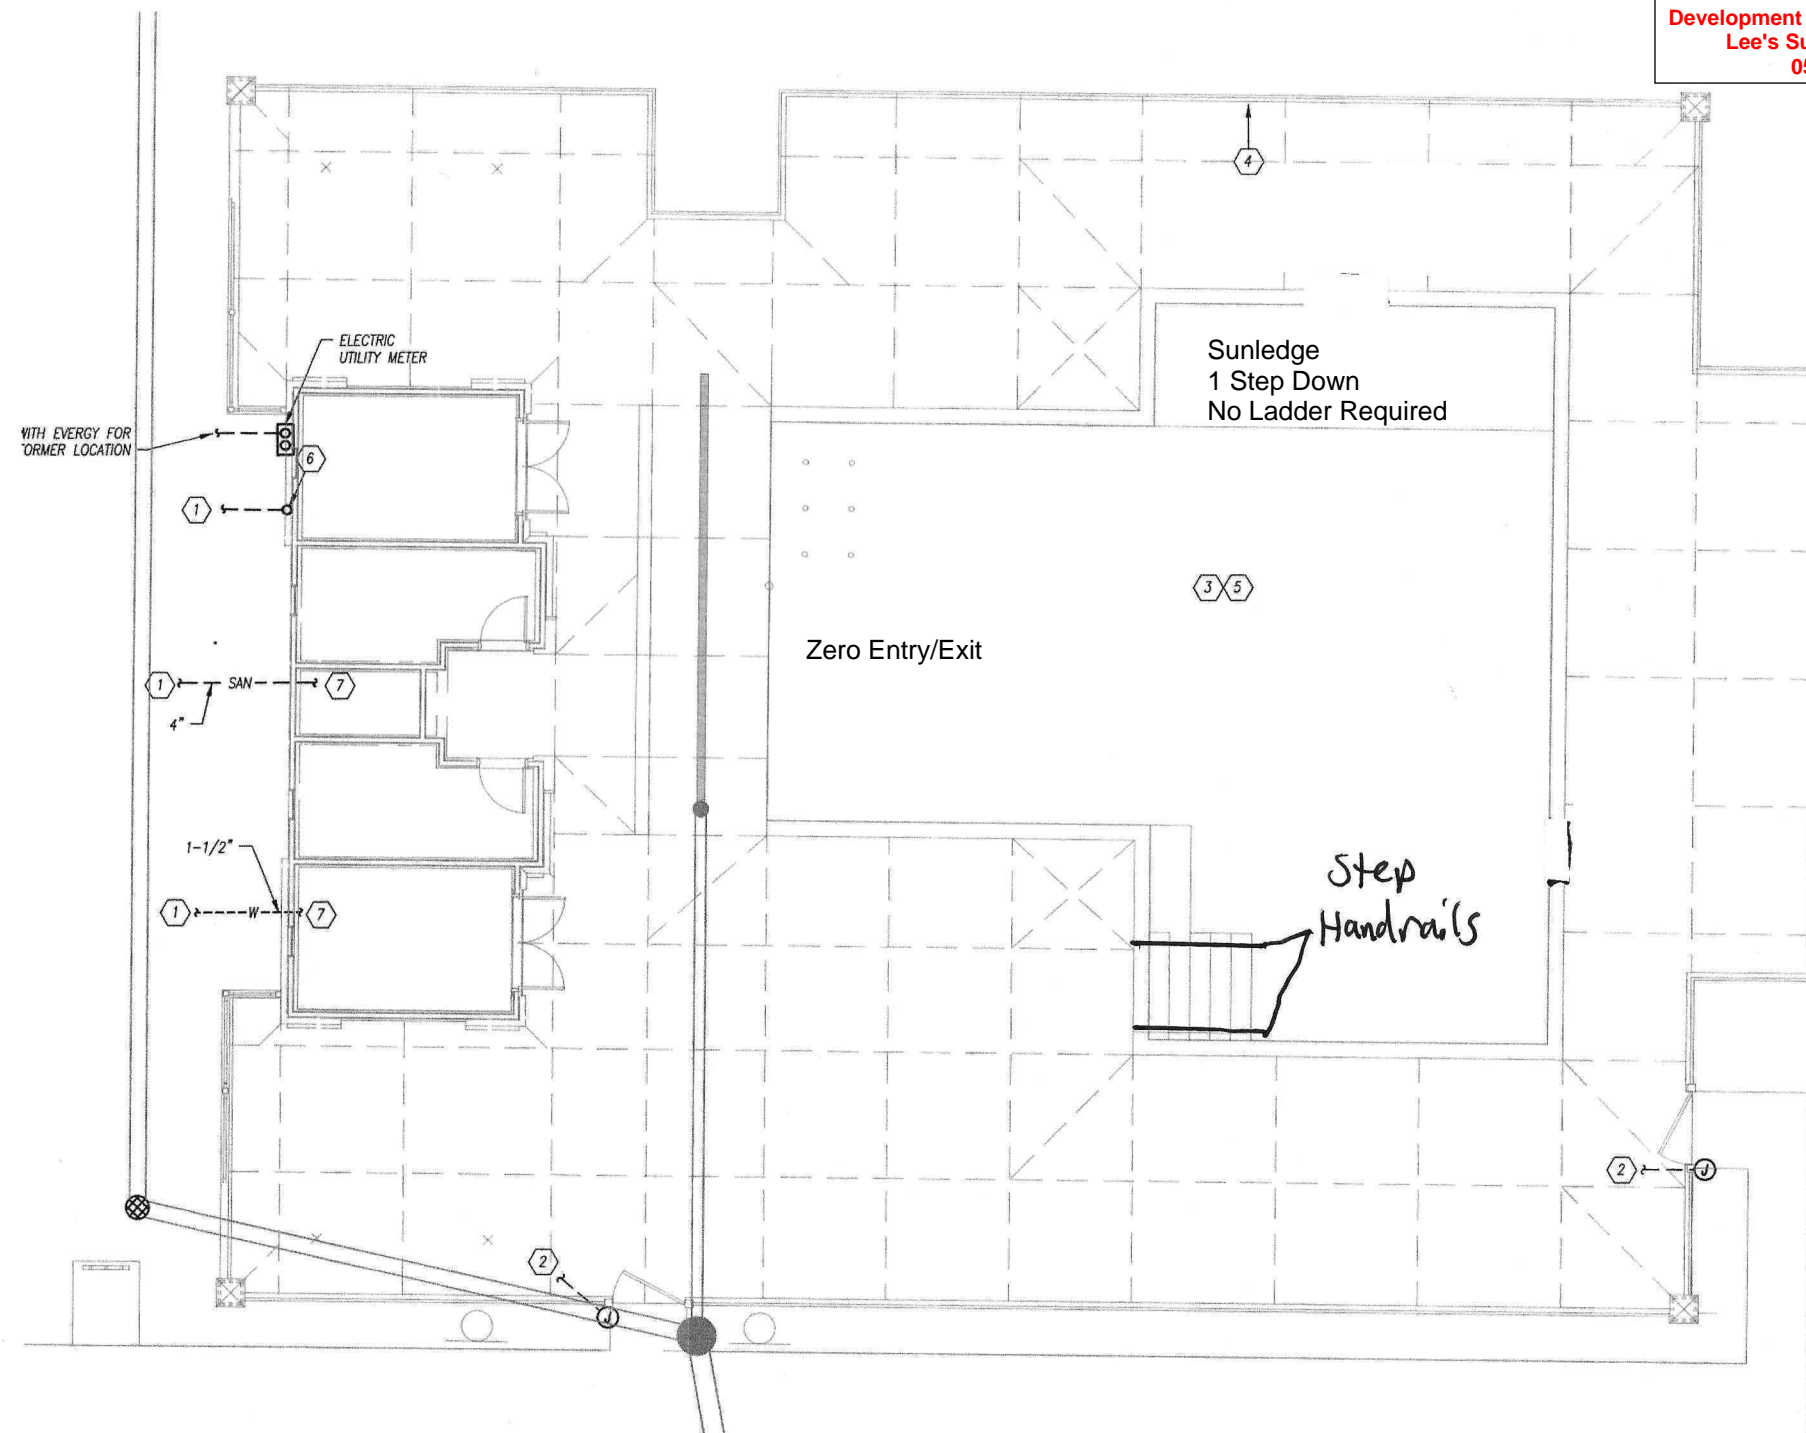 Development
Lee's Su
05
4
ELECTRIC
UTILITY METER
WITH EVERGY FOR
ORMER LOCATION
6
1
Sunledge
1 Step Down
No Ladder Required
3 5
Zero Entry/Exit
1 SAN 7
4"
1-1/2"
1 W 7
Step
Handrails
2 J
2
J